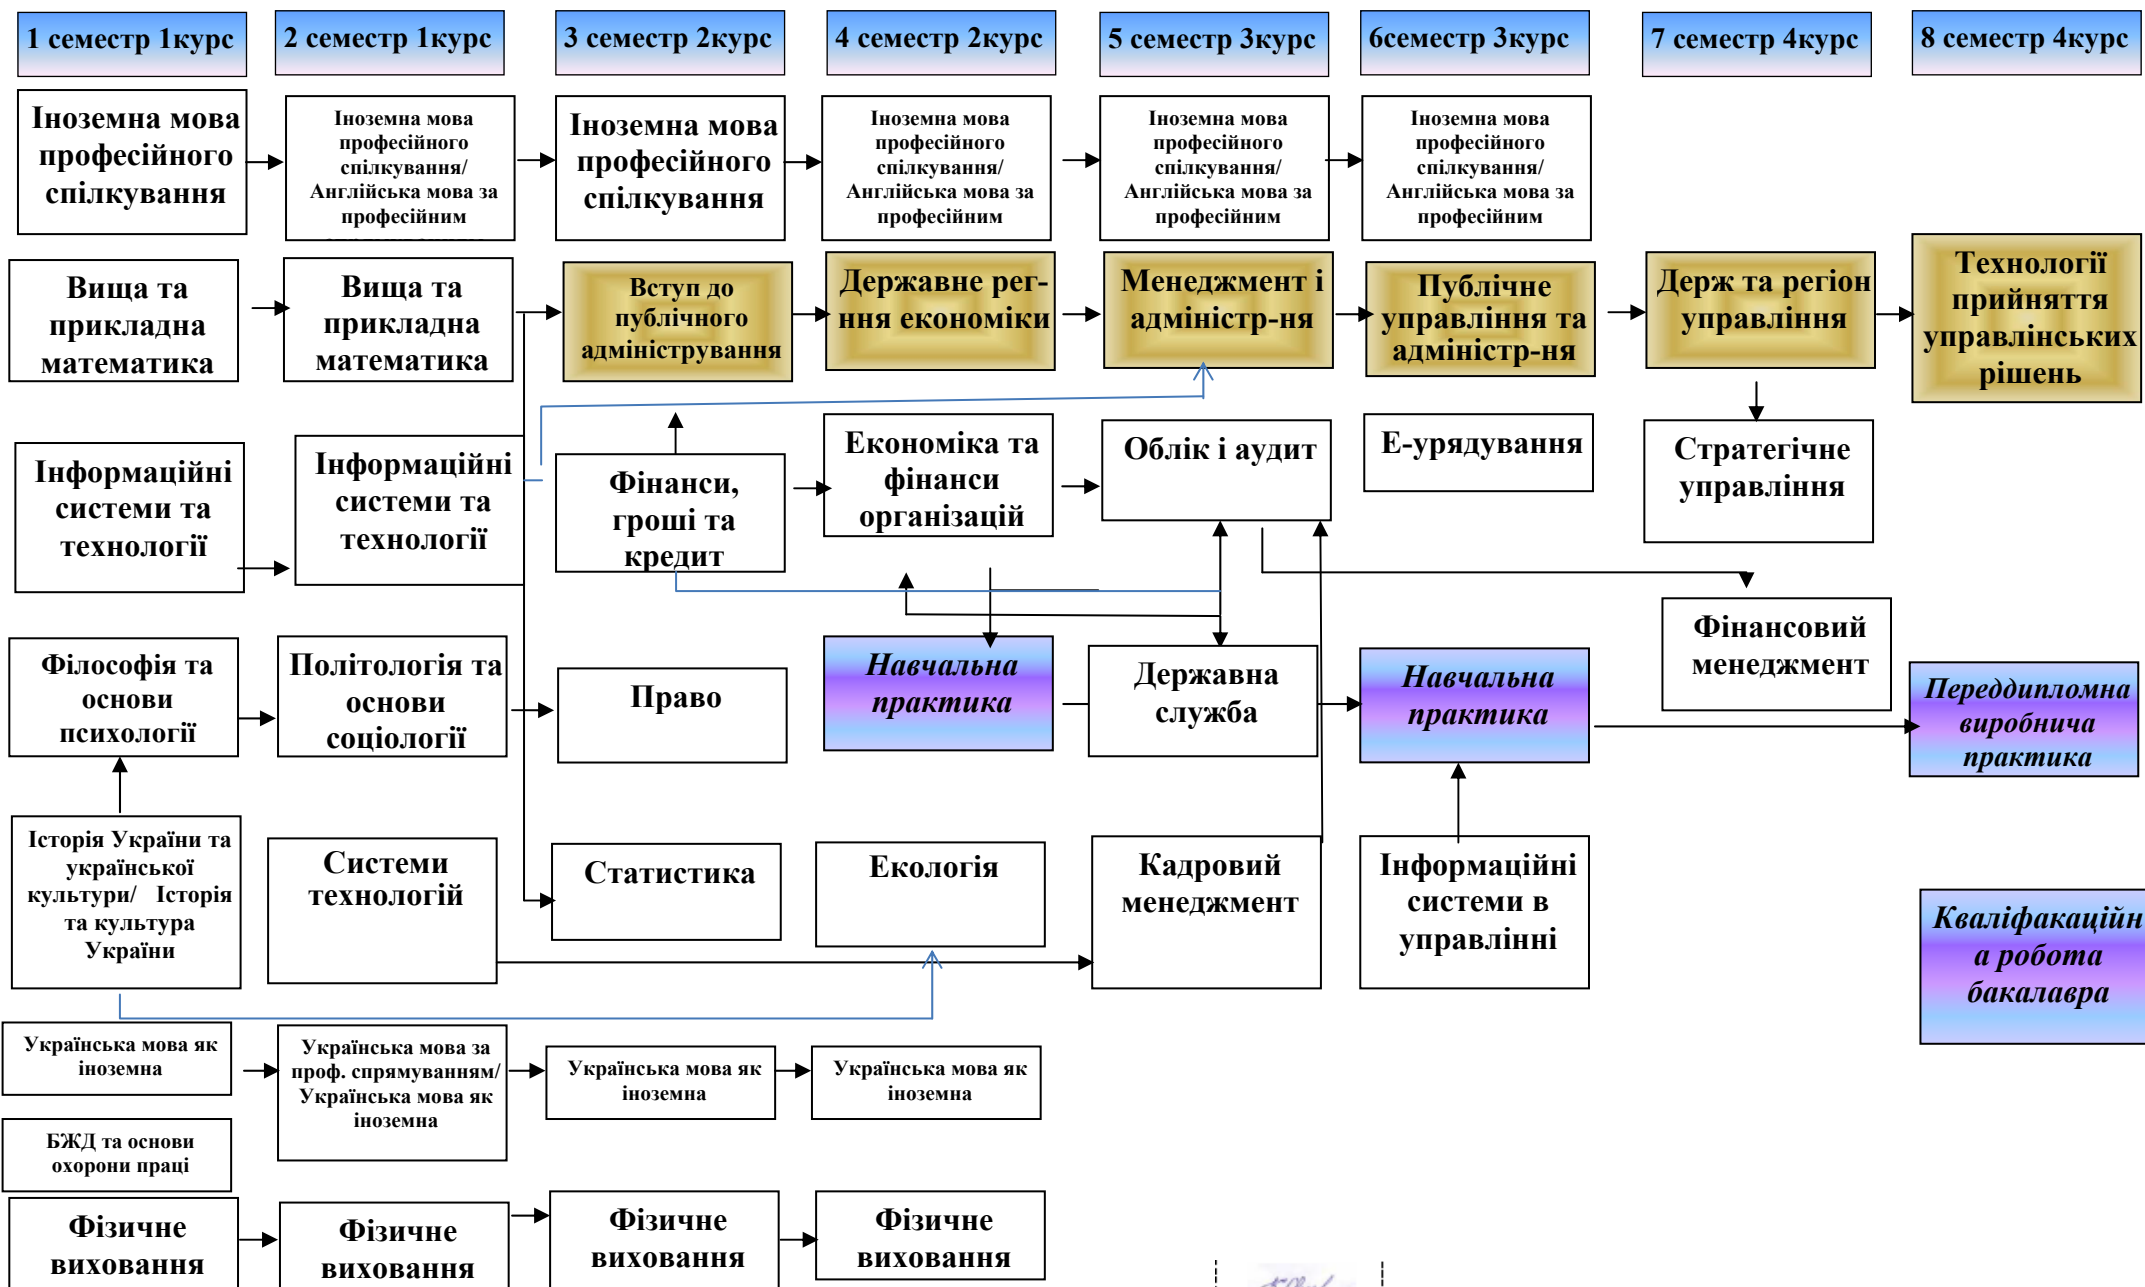 1 семестр 1курс
2 семестр 1курс
3 семестр 2курс
4 семестр 2курс
5 семестр 3курс
6семестр 3курс
7 семестр 4курс
8 семестр 4курс
Іноземна мова
професійного
спілкування
Іноземна мова
професійного
спілкування/
Англійська мова за
професійним
Іноземна мова
професійного
спілкування
Іноземна мова
професійного
спілкування/
Англійська мова за
професійним
Іноземна мова
професійного
спілкування/
Англійська мова за
професійним
Іноземна мова
професійного
спілкування/
Англійська мова за
професійним
Вища та
прикладна
математика
Вища та
прикладна
математика
Вступ до
публічного
адміністрування
Державне рег-
ння економіки
Менеджмент і
адміністр-ня
Публічне
управління та
адміністр-ня
Держ та регіон
управління
Технології
прийняття
управлінських
рішень
Інформаційні
системи та
технології
Інформаційні
системи та
технології
Фінанси,
гроші та
кредит
Економіка та
фінанси
організацій
Облік і аудит
Е-урядування
Стратегічне
управління
Фінансовий
менеджмент
Філософія та
основи
психології
Політологія та
основи
соціології
Право
Навчальна
практика
Державна
служба
Навчальна
практика
Переддипломна
виробнича
практика
Історія України та
української
культури/ Історія
та культура
України
Системи
технологій
Статистика
Екологія
Кадровий
менеджмент
Інформаційні
системи в
управлінні
Кваліфакаційн
а робота
бакалавра
Українська мова як
іноземна
Українська мова за
проф. спрямуванням/
Українська мова як
іноземна
Українська мова як
іноземна
Українська мова як
іноземна
БЖД та основи
охорони праці
Фізичне
виховання
Фізичне
виховання
Фізичне
виховання
Фізичне
виховання